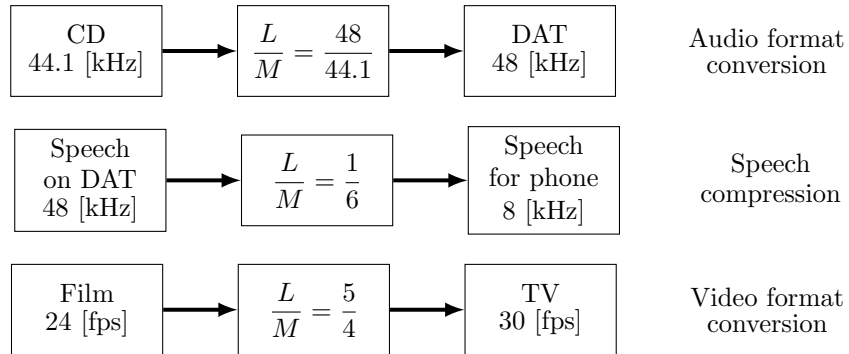 CD
44.1 [kHz]
L/M = 48/44.1
DAT
48 [kHz]
Audio format
conversion
Speech
on DAT
48 [kHz]
L/M = 1/6
Speech
for phone
8 [kHz]
Speech
compression
Film
24 [fps]
L/M = 5/4
TV
30 [fps]
Video format
conversion